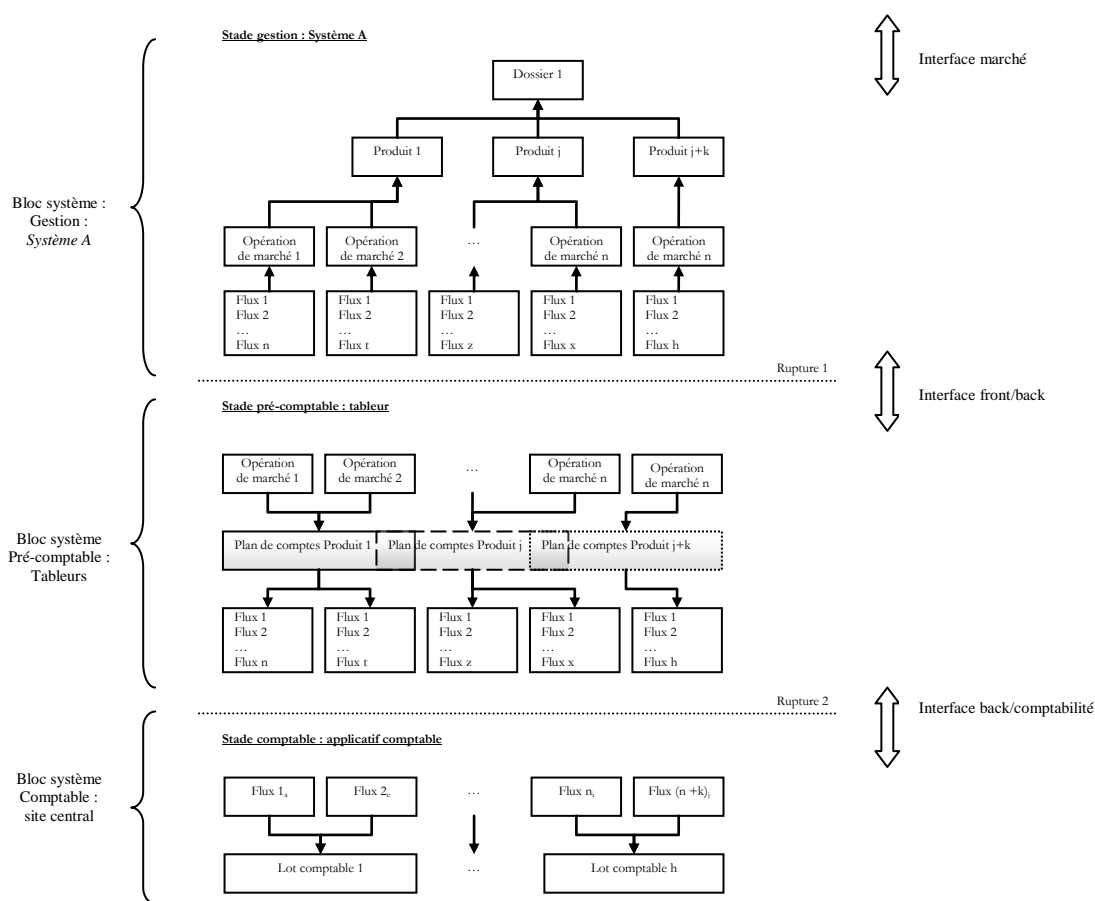 Stade gestion : Système A
Interface marché
Dossier 1
Produit 1
Produit j
Produit j+k
Bloc système :
Gestion :
Système A
Opération
de marché 1
Opération
de marché 2
…
Opération
de marché n
Opération
de marché n
Flux 1
Flux 2
…
Flux n
Flux 1
Flux 2
…
Flux t
Flux 1
Flux 2
…
Flux z
Flux 1
Flux 2
…
Flux x
Flux 1
Flux 2
…
Flux h
Rupture 1
Interface front/back
Stade pré-comptable : tableur
Opération
de marché 1
Opération
de marché 2
…
Opération
de marché n
Opération
de marché n
Bloc système
Pré-comptable :
Tableurs
Plan de comptes Produit 1
Plan de comptes Produit j
Plan de comptes Produit j+k
Flux 1
Flux 2
…
Flux n
Flux 1
Flux 2
…
Flux t
Flux 1
Flux 2
…
Flux z
Flux 1
Flux 2
…
Flux x
Flux 1
Flux 2
…
Flux h
Rupture 2
Interface back/comptabilité
Stade comptable : applicatif comptable
Bloc système
Comptable :
site central
Flux 1a
Flux 2c
…
Flux ni
Flux (n +k)j
Lot comptable 1
…
Lot comptable h